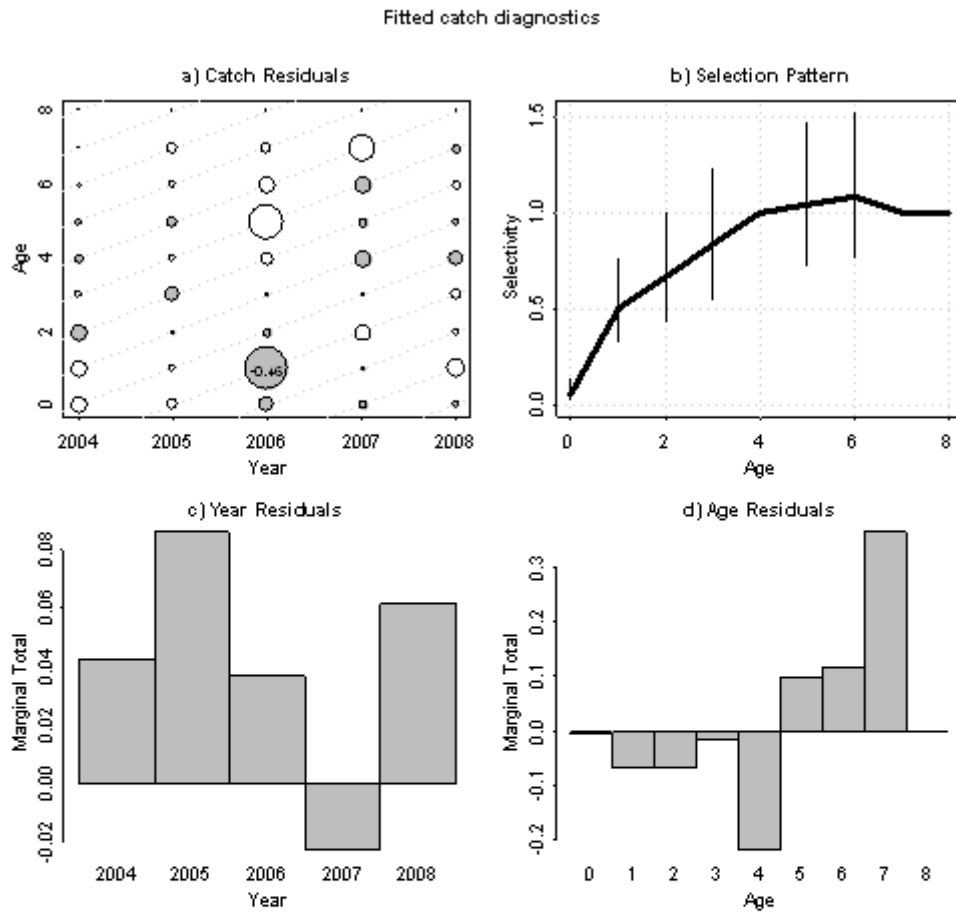 Fitted catch diagnostics
a) Catch Residuals
8
6
4
2
0
Age
-0.46
2004 2005 2006 2007 2008
Year
b) Selection Pattern
1.5
1.0
0.5
0.0
Selectivity
0 2 4 6 8
Age
c) Year Residuals
0.08
0.06
0.04
0.02
0.00
-0.02
Marginal Total
2004 2005 2006 2007 2008
Year
d) Age Residuals
0.3
0.2
0.1
0.0
-0.1
-0.2
Marginal Total
0 1 2 3 4 5 6 7 8
Age